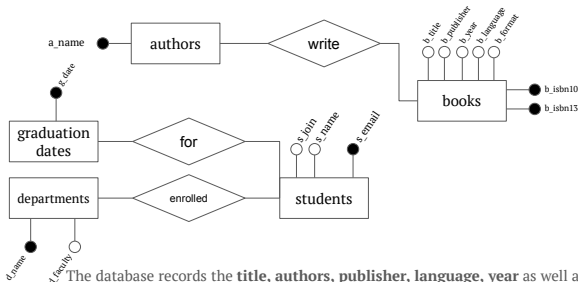 b_title
b_publisher
b_year
b_language
b_format
a_name
authors
write
books
b_isbn10
b_isbn13
g_date
graduation
dates
for
s_join
s_name
s_email
departments
enrolled
students
d_name
d_faculty
The database records the title, authors, publisher, language, year as well a